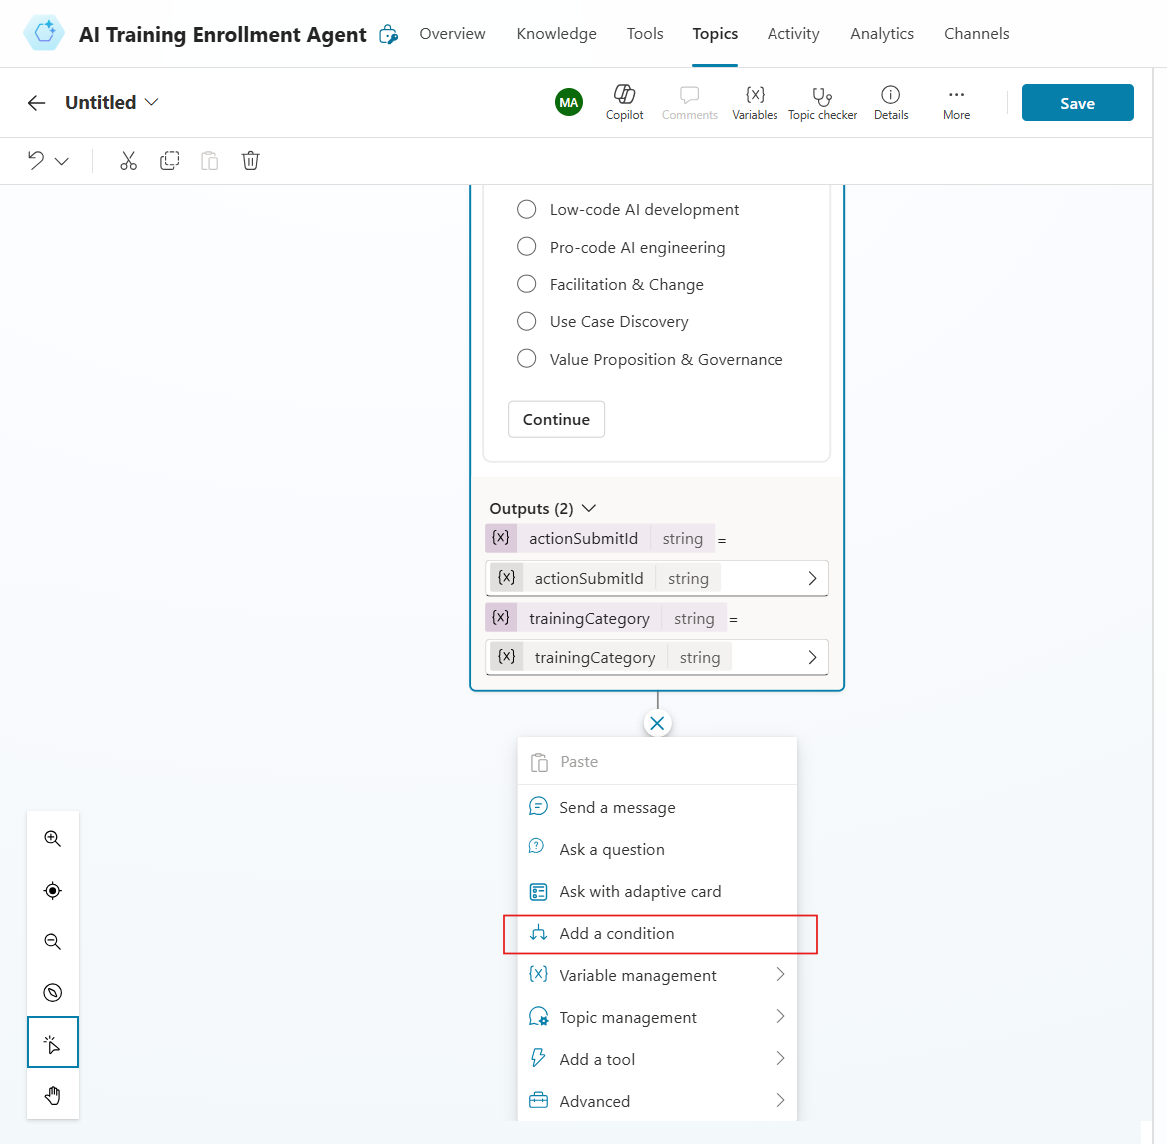 AI Training Enrollment Agent
Overview
Knowledge
Tools
Topics
Activity
Analytics
Channels
Untitled
MA
Copilot
Comments
{x}
Variables
Topic checker
Details
More
Save
Low-code AI development
Pro-code AI engineering
Facilitation & Change
Use Case Discovery
Value Proposition & Governance
Continue
Outputs (2)
{x} actionSubmitId string =
{x} actionSubmitId string
{x} trainingCategory string =
{x} trainingCategory string
Paste
Send a message
Ask a question
Ask with adaptive card
Add a condition
{x} Variable management
Topic management
Add a tool
Advanced